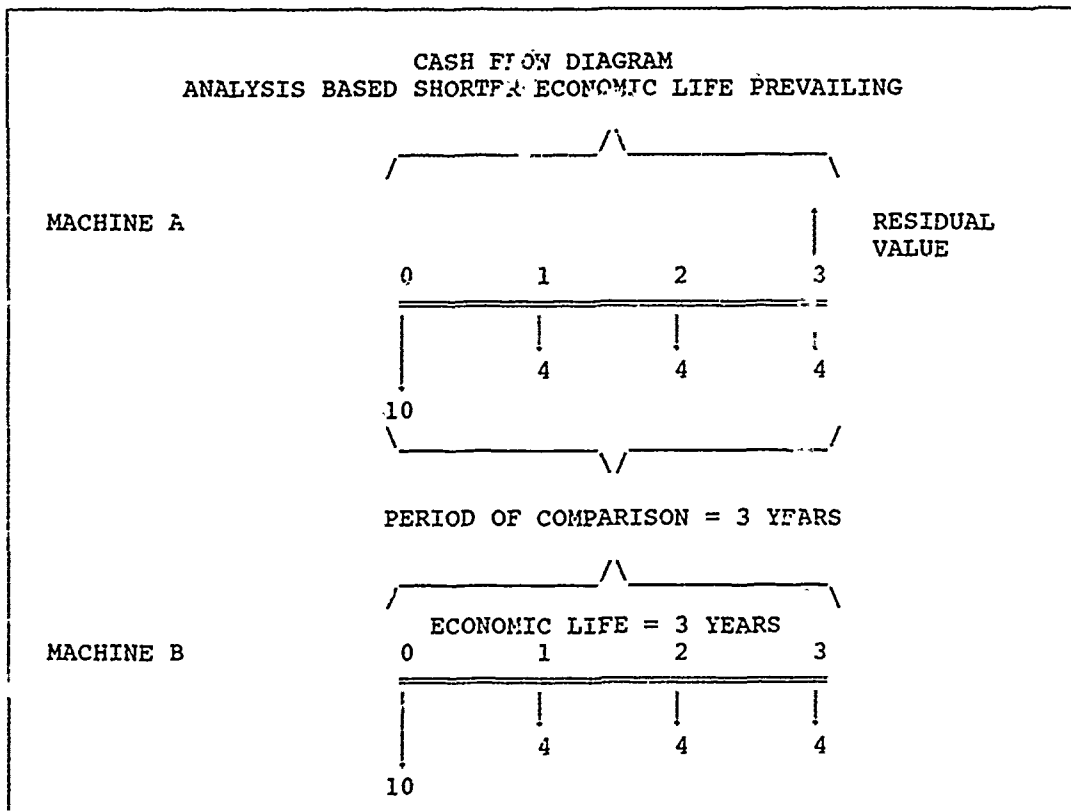 CASH FLOW DIAGRAM
ANALYSIS BASED SHORTER ECONOMIC LIFE PREVAILING
MACHINE A
RESIDUAL
VALUE
0 1 2 3
4 4 4
10
PERIOD OF COMPARISON = 3 YEARS
ECONOMIC LIFE = 3 YEARS
MACHINE B 0 1 2 3
4 4 4
10